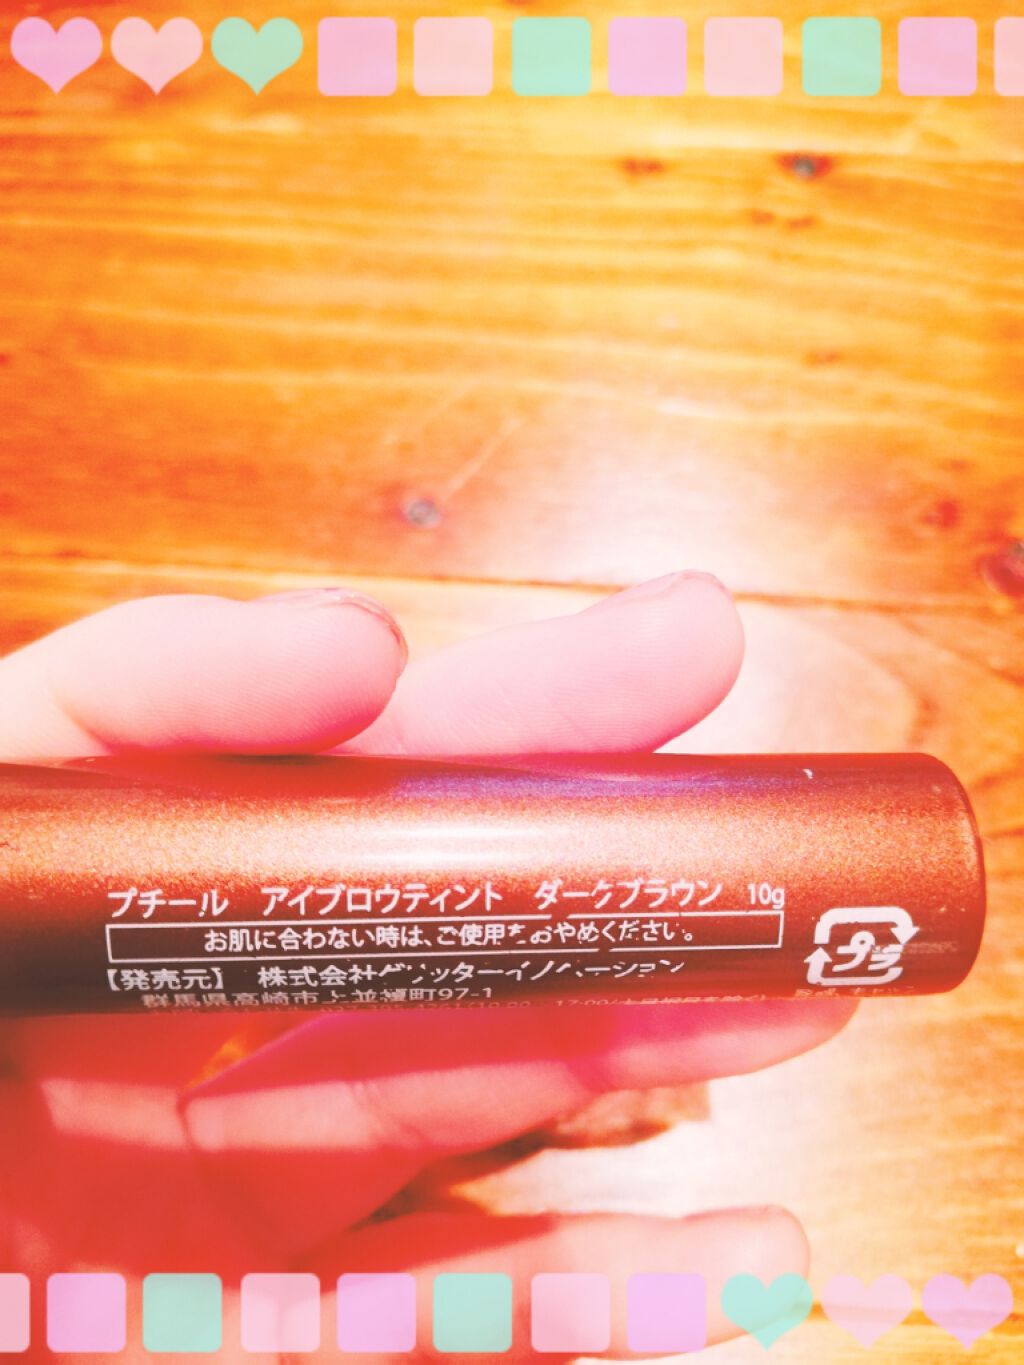 プチール アイブロウティント ダークブラウン 10g
お肌に合わない時は、ご使用をおやめください。
【発売元】 株式会社グリッターイノベーション
群馬県高崎市上並榎町97-1
プラ